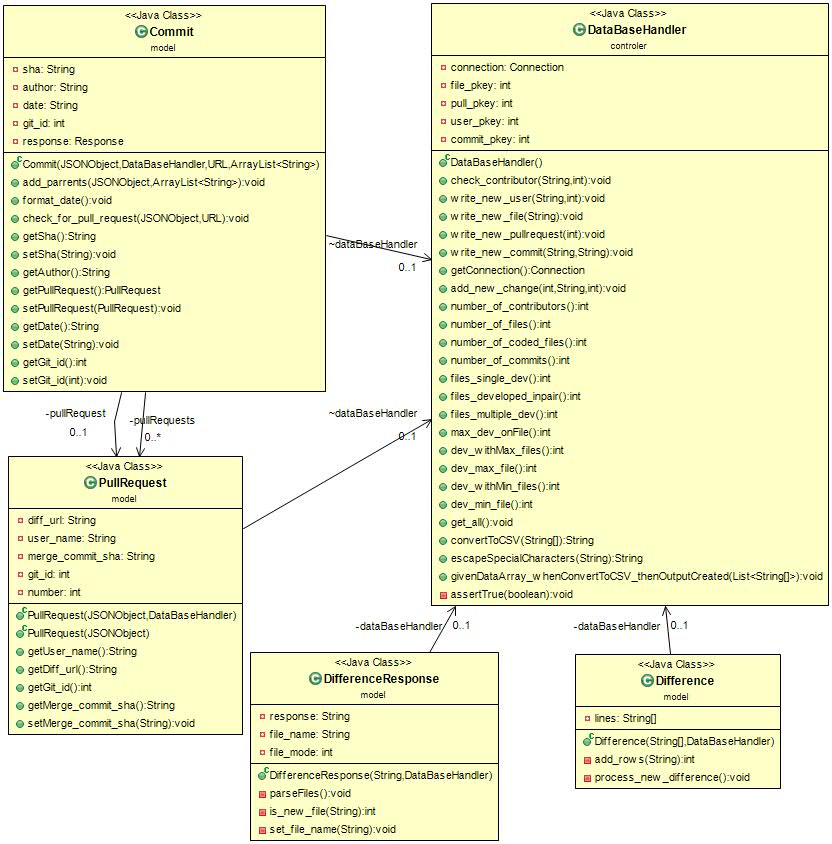 <<Java Class>>
Commit
model
sha: String
author: String
date: String
git_id: int
response: Response
Commit(JSONObject,DataBaseHandler,URL,ArrayList<String>)
add_parrents(JSONObject,ArrayList<String>):void
format_date():void
check_for_pull_request(JSONObject,URL):void
getSha():String
setSha(String):void
getAuthor():String
getPullRequest():PullRequest
setPullRequest(PullRequest):void
getDate():String
setDate(String):void
getGit_id():int
setGit_id(int):void
<<Java Class>>
DataBaseHandler
controler
connection: Connection
file_pkey: int
pull_pkey: int
user_pkey: int
commit_pkey: int
DataBaseHandler()
check_contributor(String,int):void
write_new_user(String,int):void
write_new_file(String):void
write_new_pullrequest(int):void
write_new_commit(String,String):void
getConnection():Connection
add_new_change(int,String,int):void
number_of_contributors():int
number_of_files():int
number_of_coded_files():int
number_of_commits():int
files_single_dev():int
files_developed_inpair():int
files_multiple_dev():int
max_dev_onFile():int
dev_withMax_files():int
dev_max_file():int
dev_withMin_files():int
dev_min_file():int
get_all():void
convertToCSV(String[]):String
escapeSpecialCharacters(String):String
givenDataArray_whenConvertToCSV_thenOutputCreated(List<String[]>):void
assertTrue(boolean):void
~dataBaseHandler
0..1
-pullRequest
0..1
-pullRequests
0..*
~dataBaseHandler
0..1
<<Java Class>>
PullRequest
model
diff_url: String
user_name: String
merge_commit_sha: String
git_id: int
number: int
PullRequest(JSONObject,DataBaseHandler)
PullRequest(JSONObject)
getUser_name():String
getDiff_url():String
getGit_id():int
getMerge_commit_sha():String
setMerge_commit_sha(String):void
-dataBaseHandler
0..1
-dataBaseHandler
0..1
<<Java Class>>
DifferenceResponse
model
response: String
file_name: String
file_mode: int
DifferenceResponse(String,DataBaseHandler)
parseFiles():void
is_new_file(String):int
set_file_name(String):void
<<Java Class>>
Difference
model
lines: String[]
Difference(String[],DataBaseHandler)
add_rows(String):int
process_new_difference():void